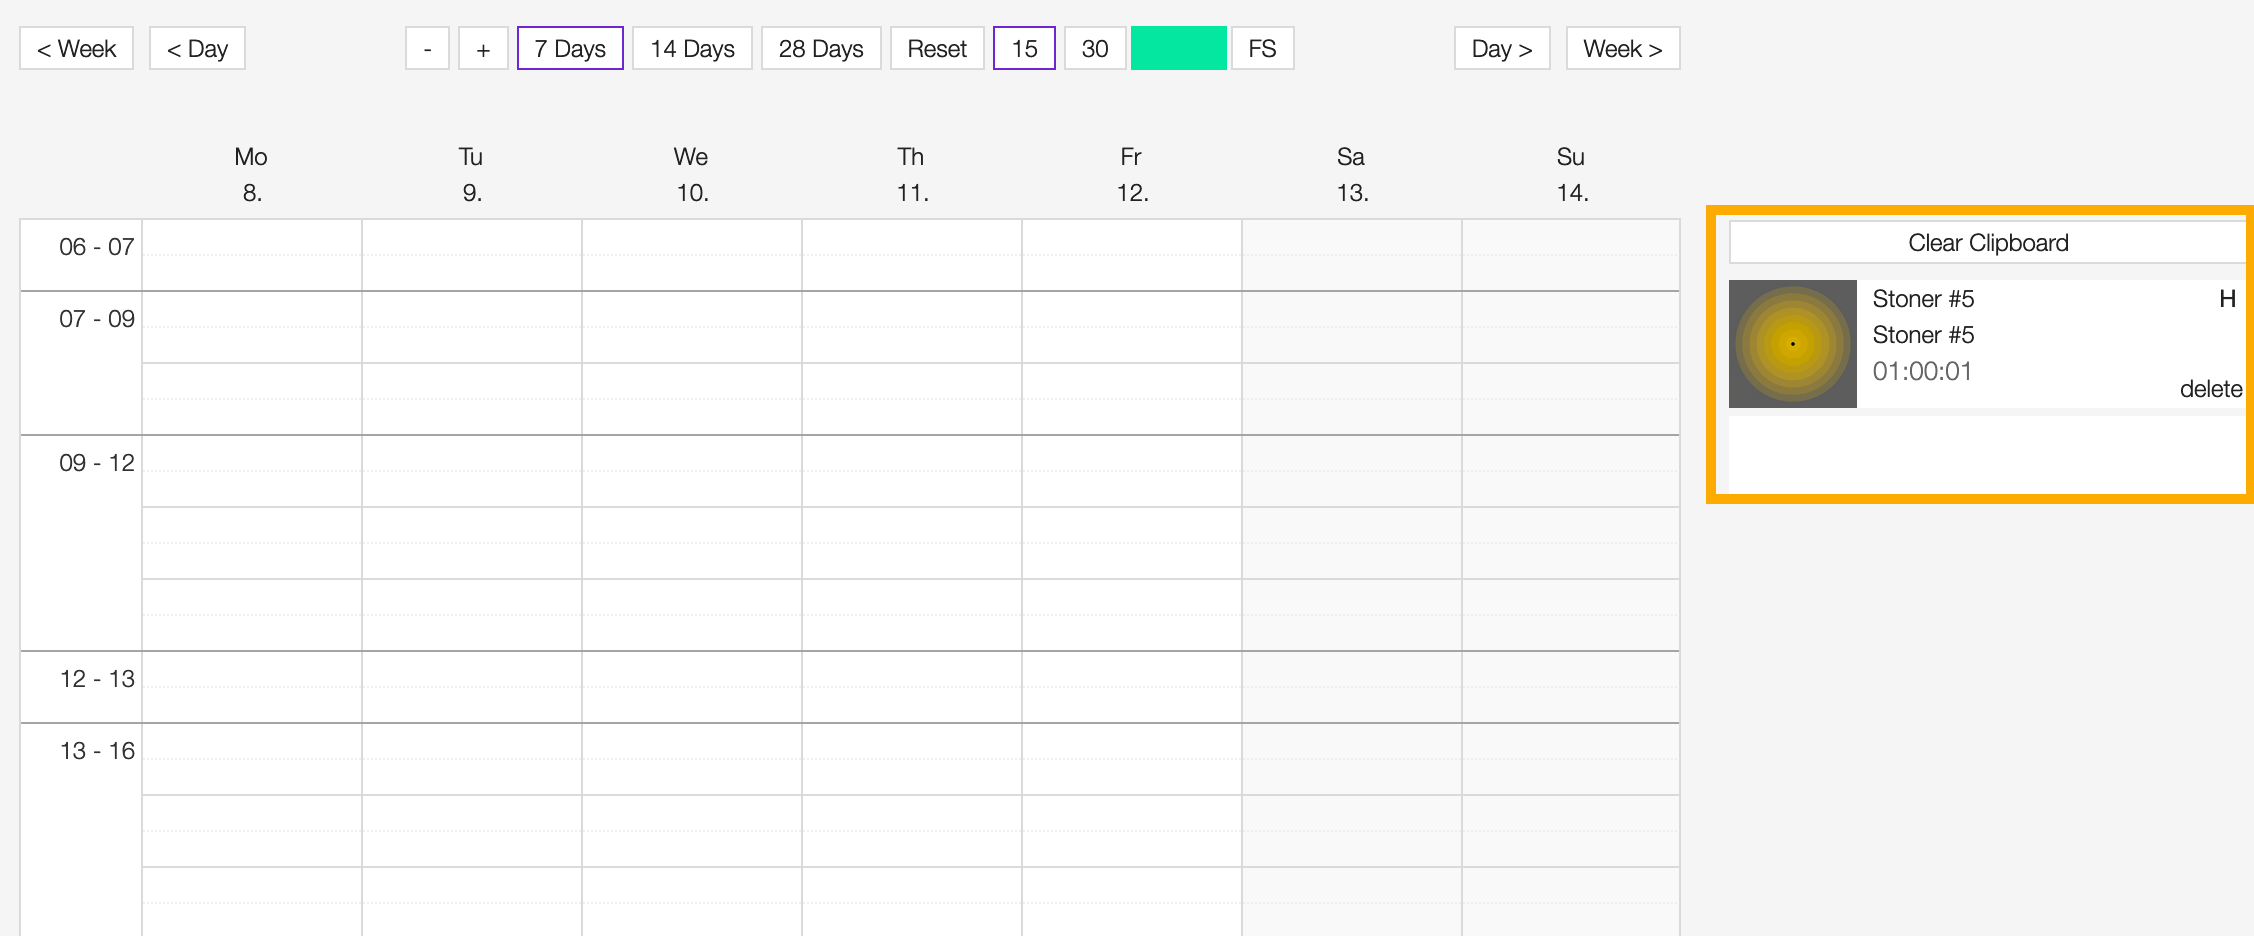 < Week < Day - + 7 Days 14 Days 28 Days Reset 15 30 FS Day > Week >
Mo Tu We Th Fr Sa Su
8. 9. 10. 11. 12. 13. 14.
06 - 07
07 - 09
09 - 12
12 - 13
13 - 16
Clear Clipboard
Stoner #5 H
Stoner #5
01:00:01
delete